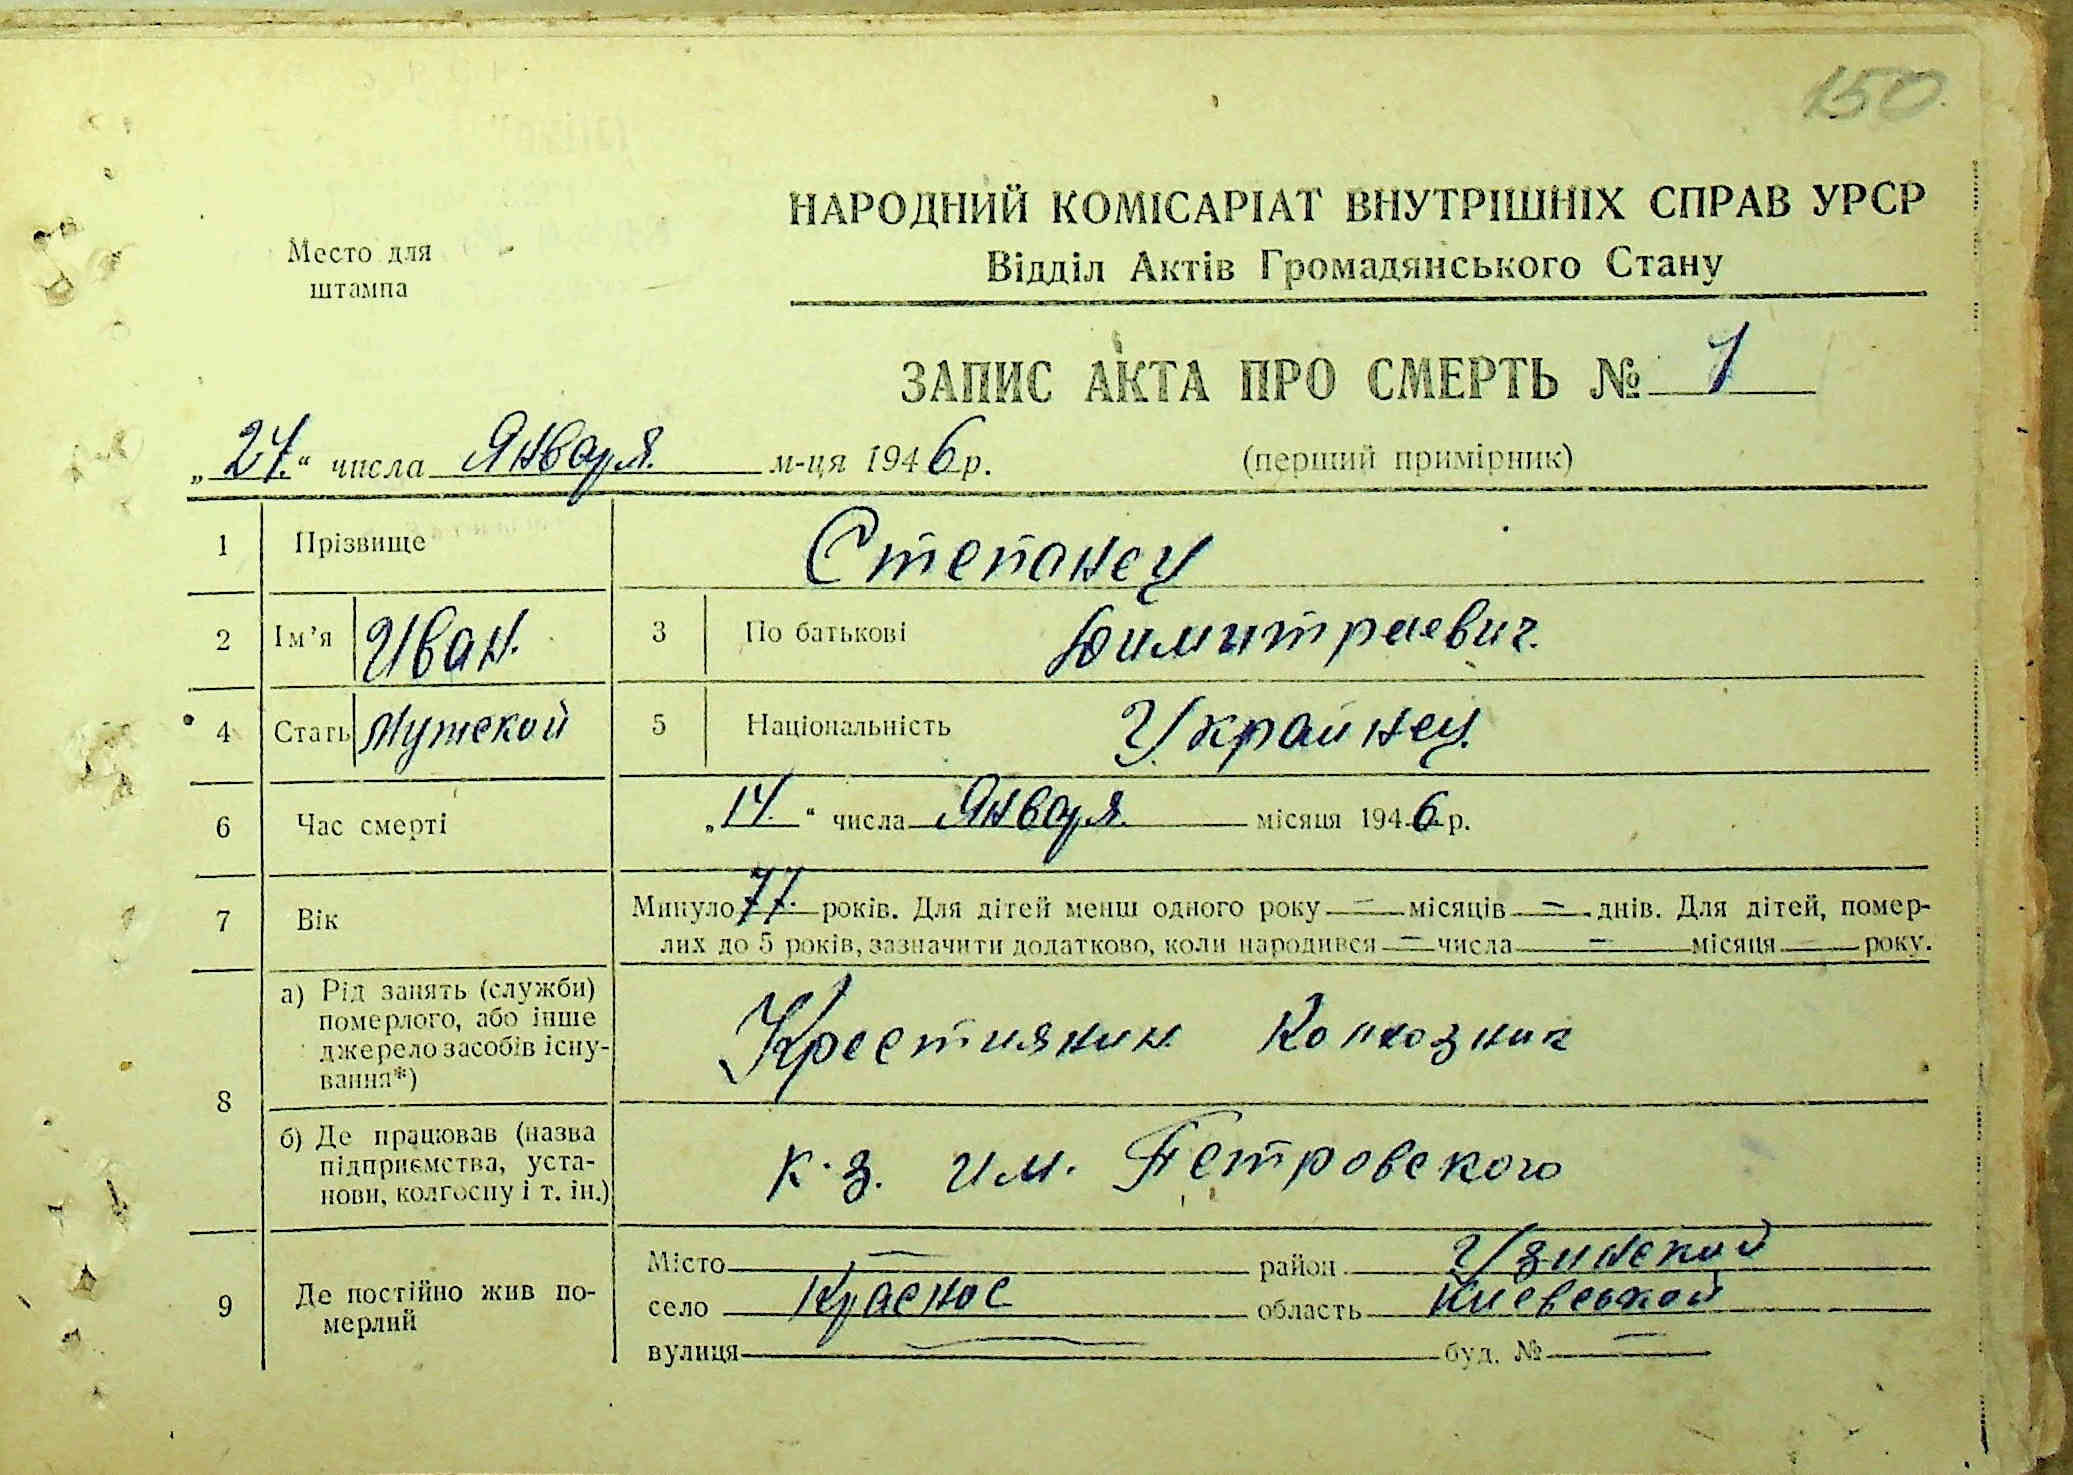 150
НАРОДНИЙ КОМІСАРІАТ ВНУТРІШНІХ СПРАВ УРСР
Место для штампа
Відділ Актів Громадянського Стану
ЗАПИС АКТА ПРО СМЕРТЬ № 1
„24." числа Января. м-ця 1946 р.
(перший примірник)
1 Прізвище Степанец
2 Ім'я Иван. 3 По батькові Димитраевич.
4 Стать Мужской 5 Національність Украйнец.
6 Час смерті „14." числа Января. місяця 1946. р.
7 Вік Минуло 77. років. Для дітей менш одного року — місяців — днів. Для дітей, помер-
лих до 5 років, зазначити додатково, коли народився — числа — місяця — року.
8 а) Рід занять (служби)
померлого, або інше
джерело засобів існу-
вання*)
Крестиянин Колхозник
б) Де працював (назва
підприємства, уста-
нови, колгоспу і т. ін.)
к.з. им. Петровского
9 Де постійно жив по-
мерлий
Місто — район Узинской
село Красное область Киевськой
вулиця — буд. № —